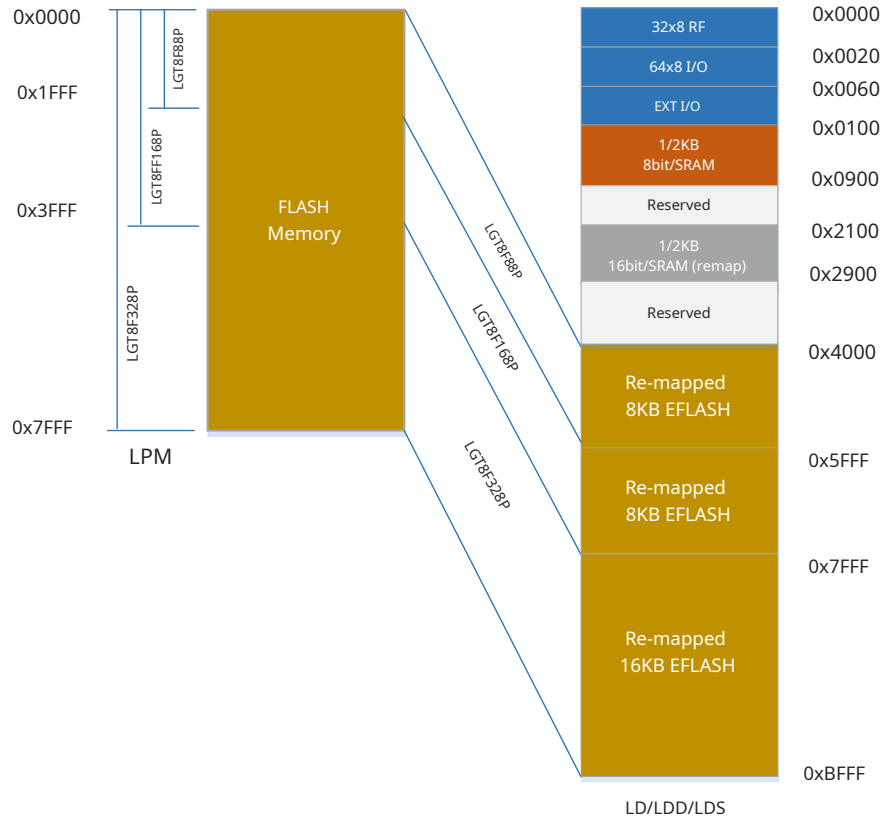 0x0000
0x1FFF
0x3FFF
0x7FFF
LGT8F88P
LGT8FF168P
LGT8F328P
LPM
FLASH
Memory
LGT8F88P
LGT8F168P
LGT8F328P
32x8 RF
64x8 I/O
EXT I/O
1/2KB
8bit/SRAM
Reserved
1/2KB
16bit/SRAM (remap)
Reserved
Re-mapped
8KB EFLASH
Re-mapped
8KB EFLASH
Re-mapped
16KB EFLASH
0x0000
0x0020
0x0060
0x0100
0x0900
0x2100
0x2900
0x4000
0x5FFF
0x7FFF
0xBFFF
LD/LDD/LDS